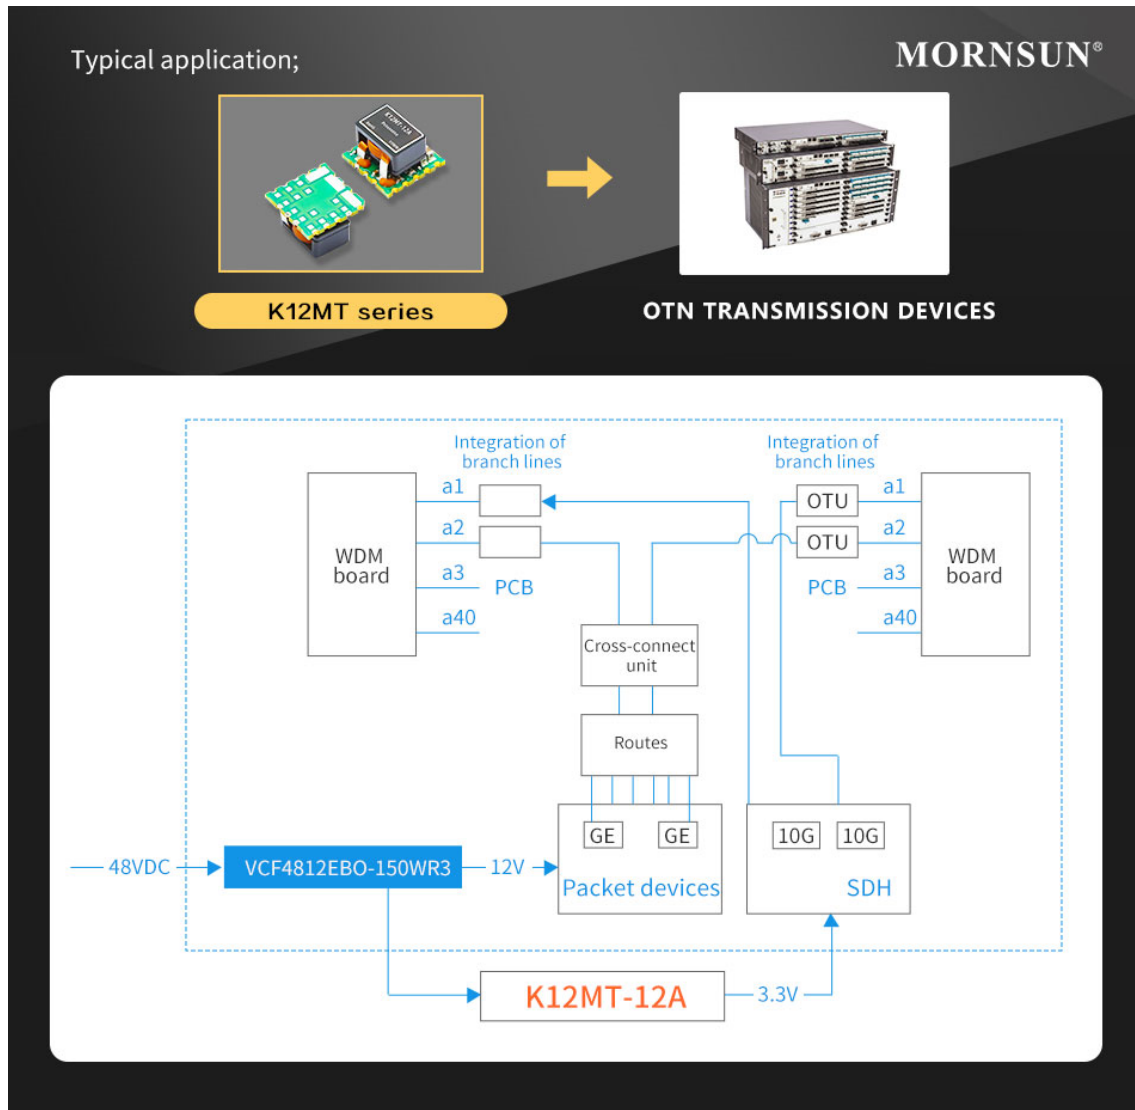 Typical application;
MORNSUN®
K12MT-12A
K12MT series
OTN TRANSMISSION DEVICES
Integration of
branch lines
Integration of
branch lines
WDM
board
a1
a2
a3
a40
PCB
OTU
OTU
a1
a2
a3
a40
PCB
WDM
board
Cross-connect
unit
Routes
GE
GE
Packet devices
10G
10G
SDH
48VDC
VCF4812EBO-150WR3
12V
K12MT-12A
3.3V